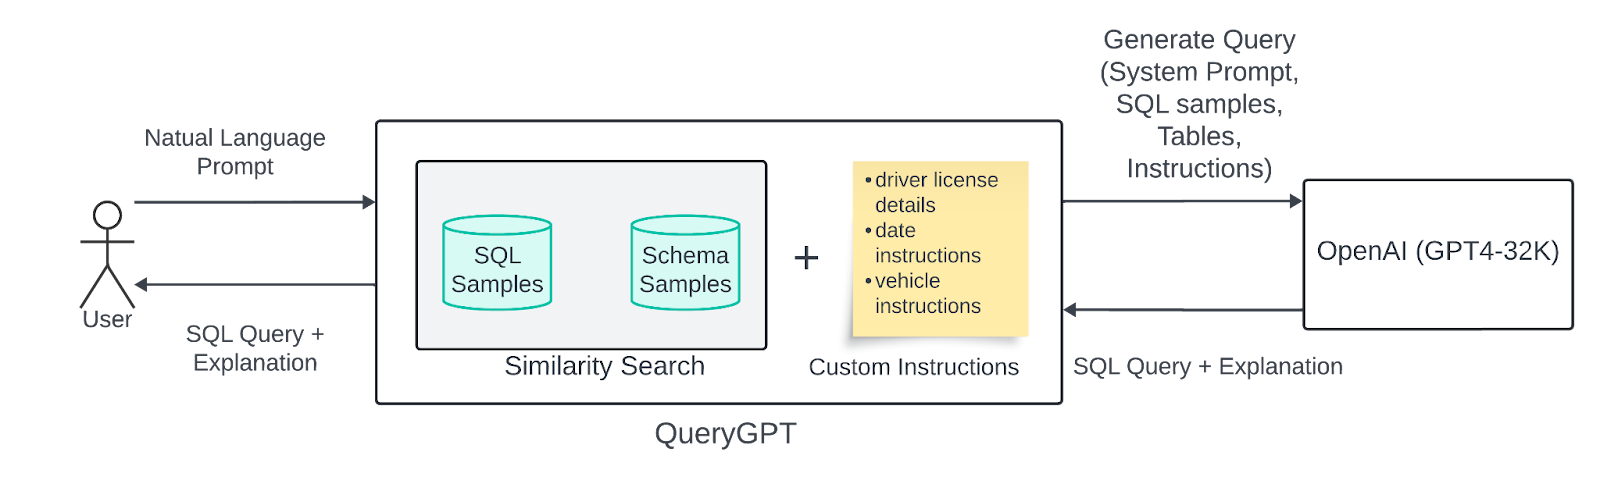 Natual Language
Prompt
User
SQL Query +
Explanation
SQL
Samples
Schema
Samples
Similarity Search
+
•driver license
details
•date
instructions
•vehicle
instructions
Custom Instructions
QueryGPT
Generate Query
(System Prompt,
SQL samples,
Tables,
Instructions)
OpenAI (GPT4-32K)
SQL Query + Explanation